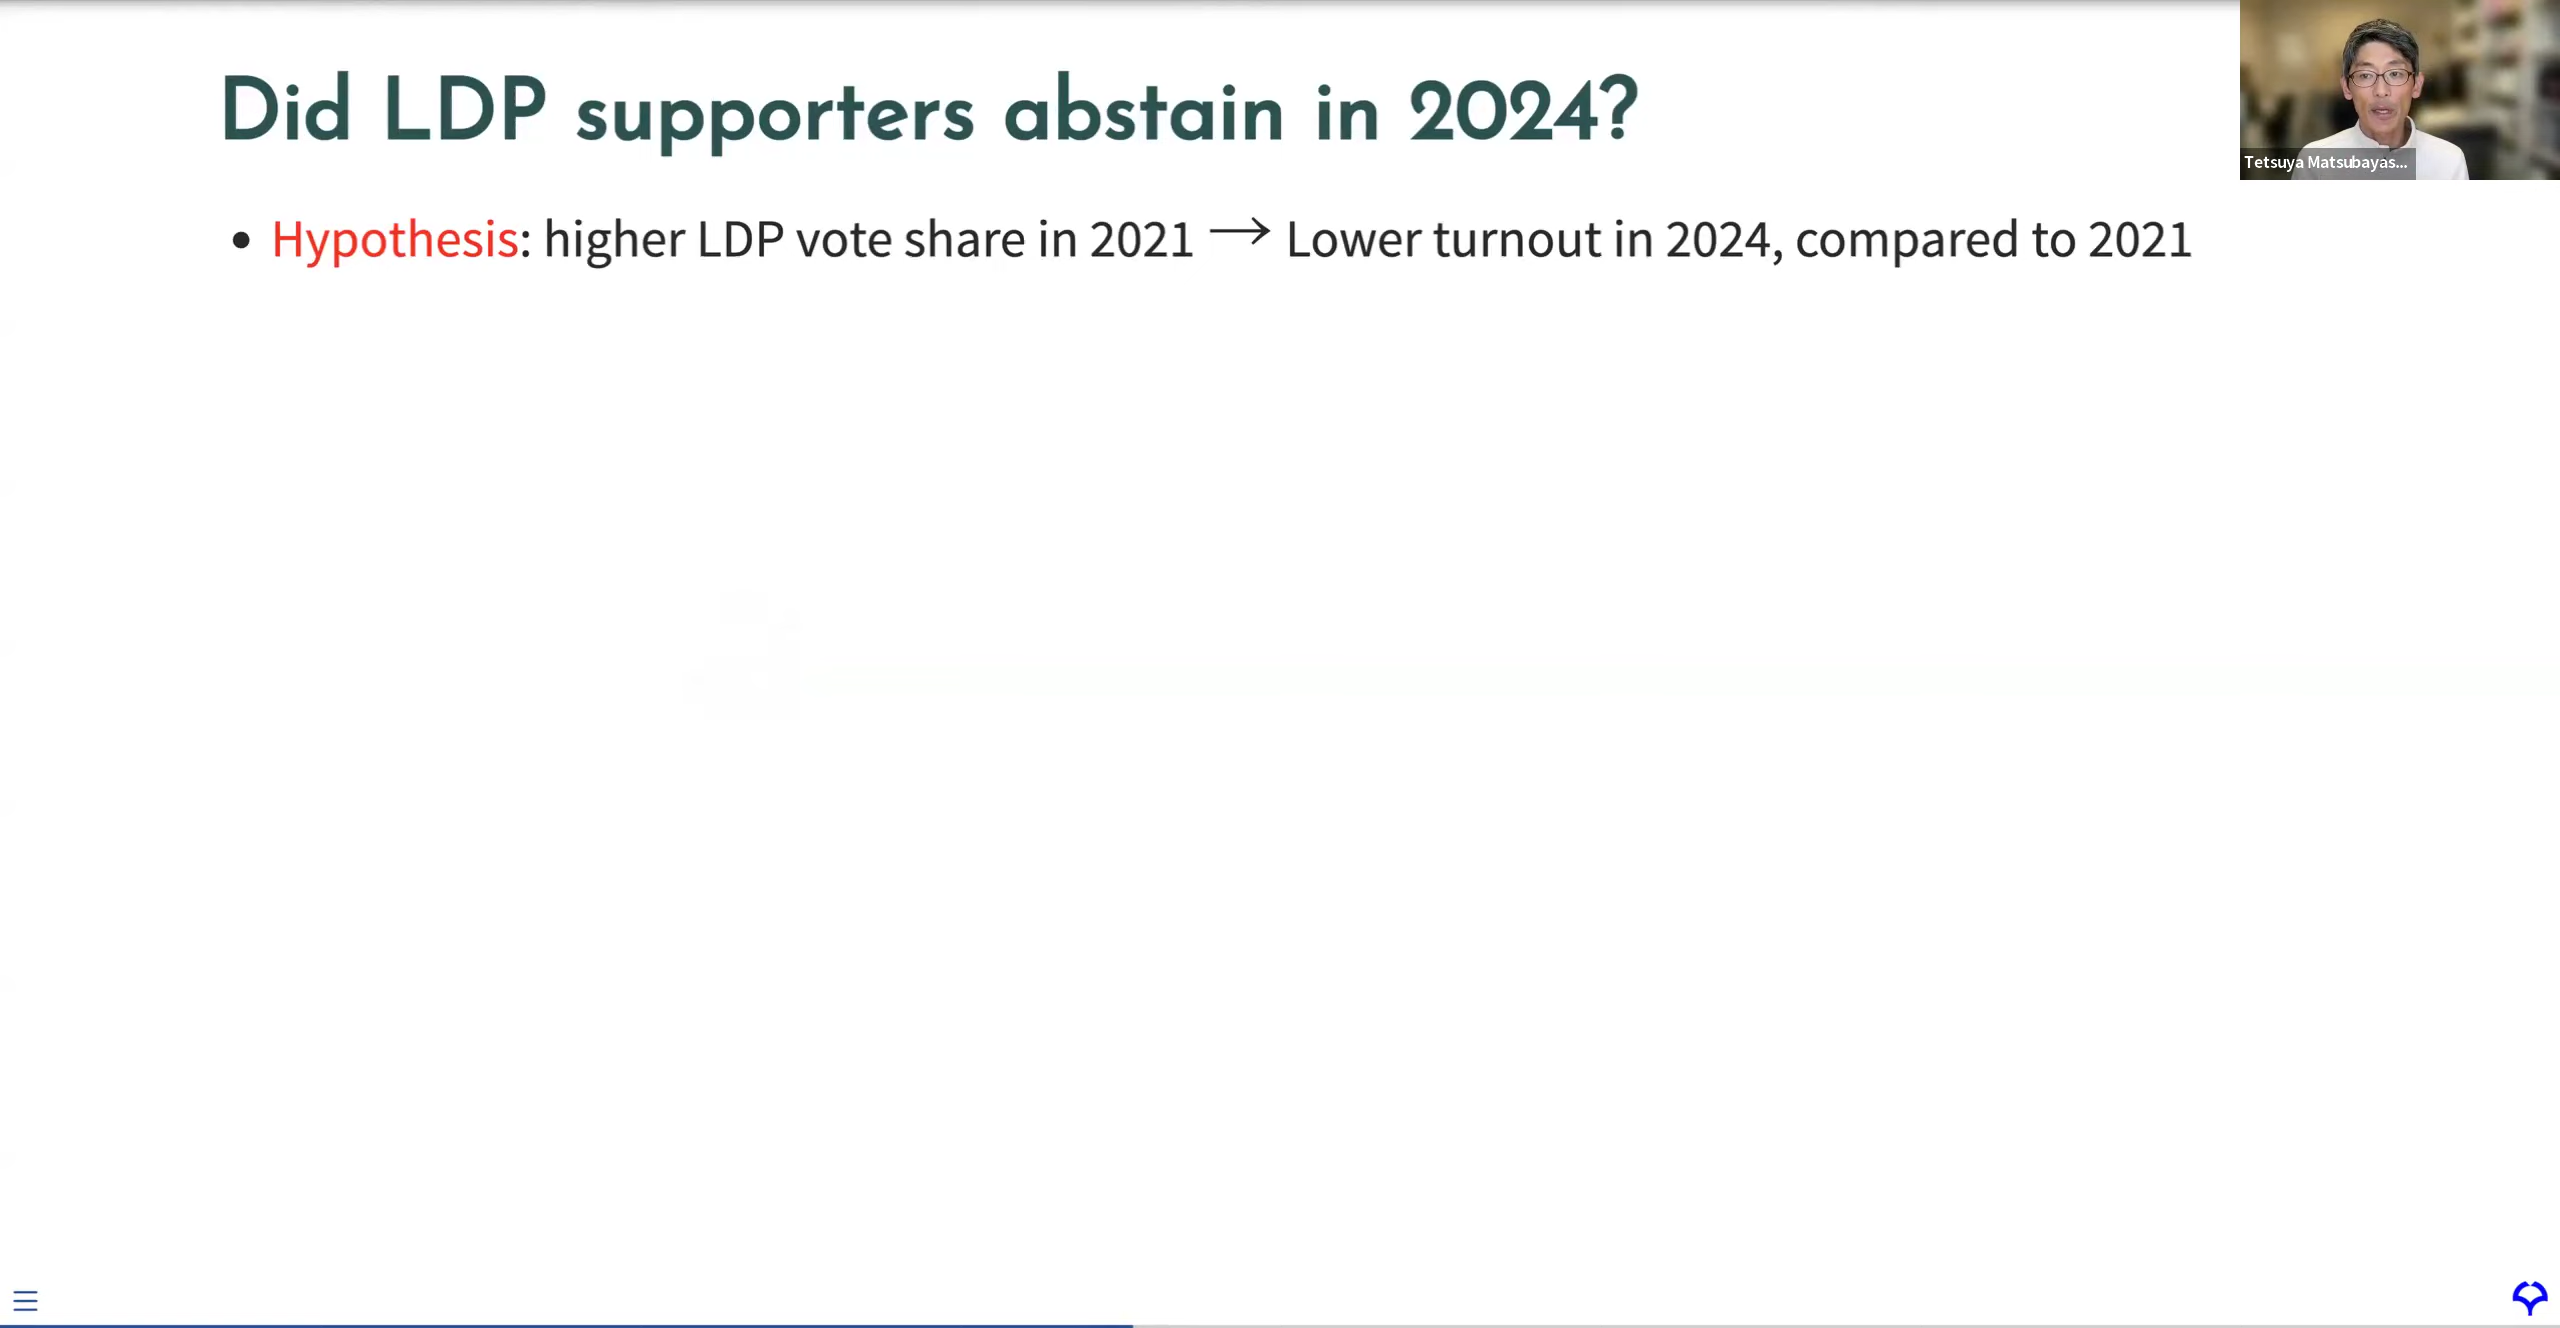 Did LDP supporters abstain in 2024?
Tetsuya Matsubayas...
• Hypothesis: higher LDP vote share in 2021 → Lower turnout in 2024, compared to 2021